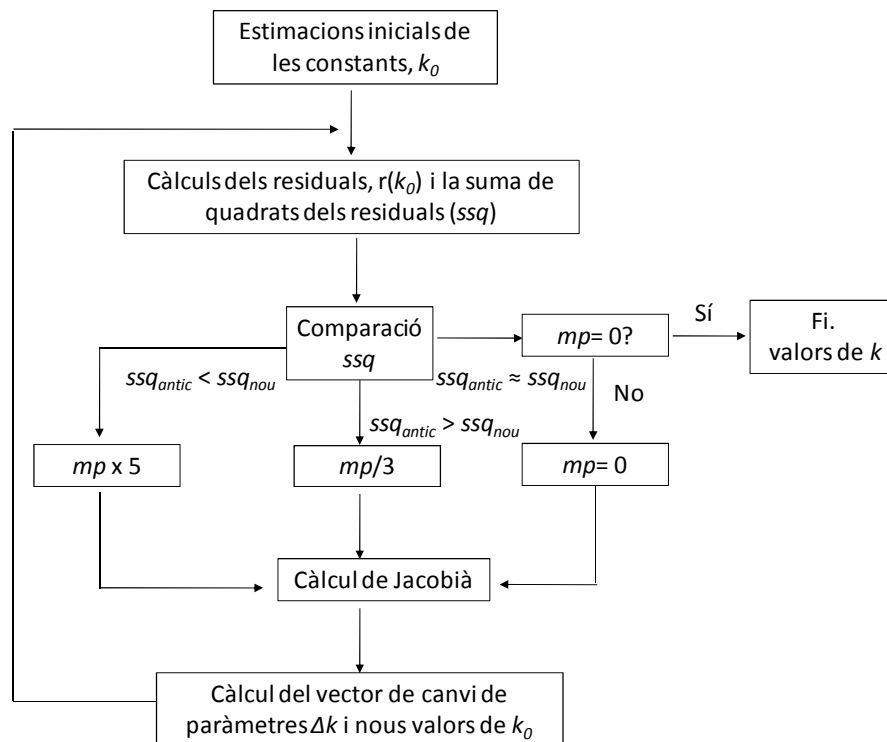 Estimacions inicials de
les constants, k0
Càlculs dels residuals, r(k0) i la suma de
quadrats dels residuals (ssq)
Comparació
ssq
mp= 0?
Sí
Fi.
valors de k
ssqantic < ssqnou
ssqantic ≈ ssqnou
No
ssqantic > ssqnou
mp x 5
mp/3
mp= 0
Càlcul de Jacobià
Càlcul del vector de canvi de
paràmetres Δk i nous valors de k0